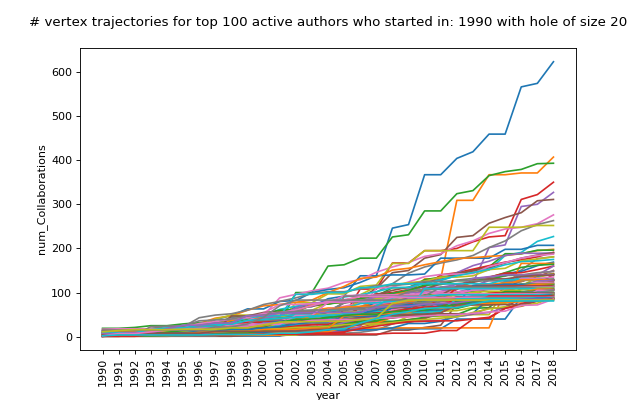 # vertex trajectories for top 100 active authors who started in: 1990 with hole of size 20
600
500
400
300
200
100
0
num_Collaborations
1990 1991 1992 1993 1994 1995 1996 1997 1998 1999 2000 2001 2002 2003 2004 2005 2006 2007 2008 2009 2010 2011 2012 2013 2014 2015 2016 2017 2018
year